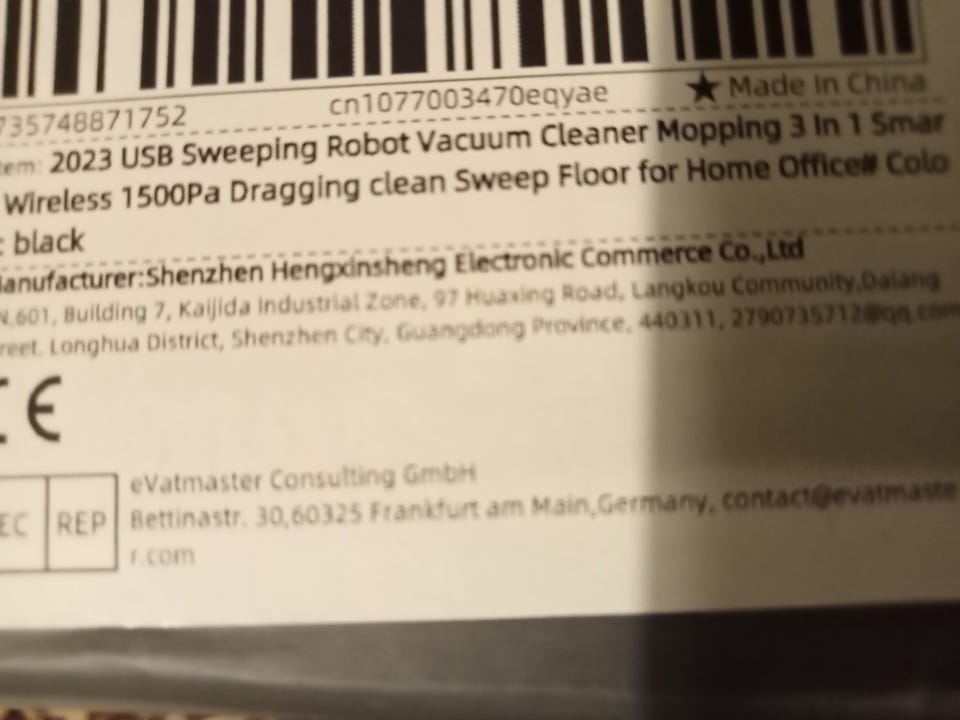 735748871752 cn1077003470eqyae ★ Made In China
tem: 2023 USB Sweeping Robot Vacuum Cleaner Mopping 3 In 1 Smar
Wireless 1500Pa Dragging clean Sweep Floor for Home Office# Colo
: black
anufacturer:Shenzhen Hengxinsheng Electronic Commerce Co.,Ltd
N.601, Building 7, Kaijida Industrial Zone, 97 Huaxing Road, Langkou Community,Dalang
reet. Longhua District, Shenzhen City, Guangdong Province, 440311, 2790735712@qq.com
CE
EC REP
eVatmaster Consulting GmbH
Bettinastr. 30,60325 Frankfurt am Main,Germany, contact@evatmaste
r.com